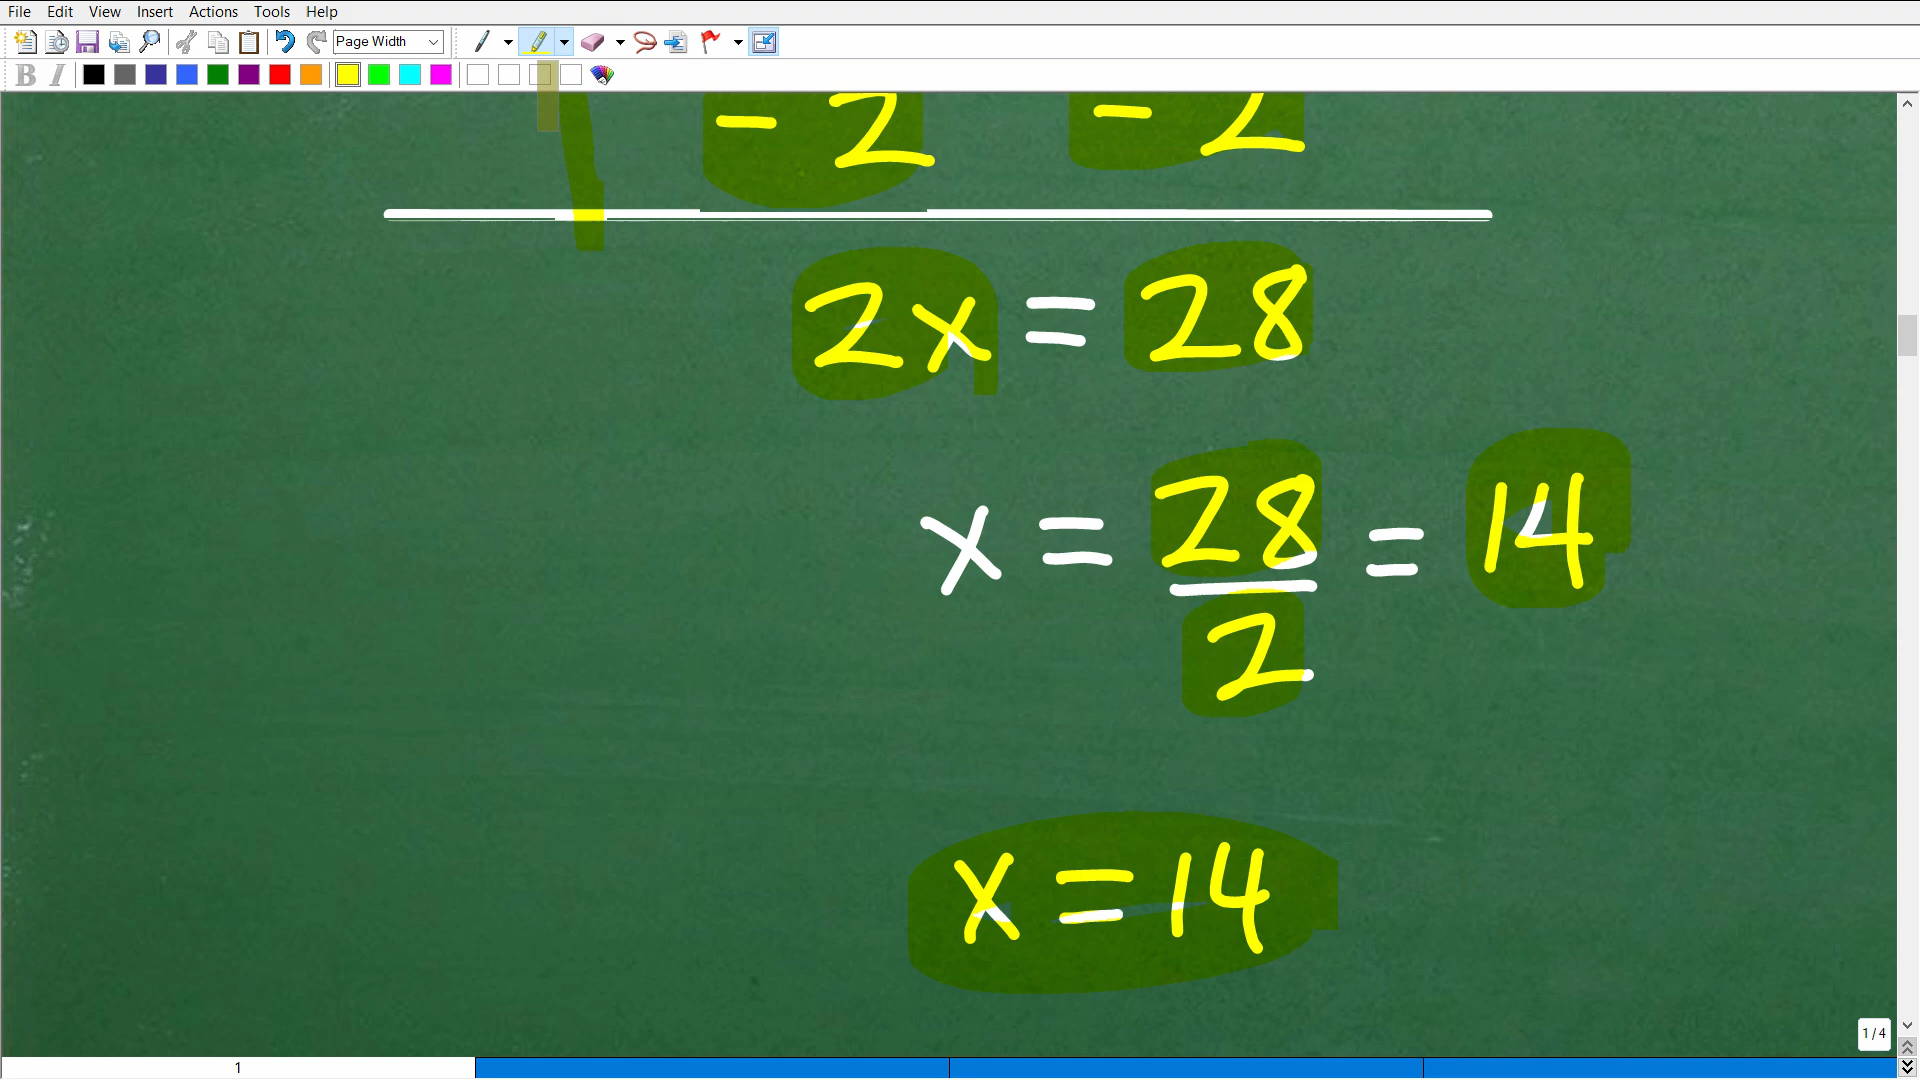 File Edit View Insert Actions Tools Help
Page Width
B I
- 2 - 2
2x = 28
x = 28/2 = 14
x = 14
1 / 4
1